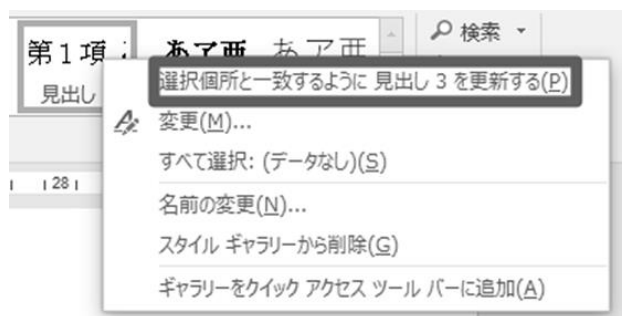 第1項
あア亜
あア亜
検索
見出し
選択個所と一致するように 見出し 3 を更新する(P)
変更(M)...
すべて選択: (データなし)(S)
28
名前の変更(N)...
スタイル ギャラリーから削除(G)
ギャラリーをクイック アクセス ツール バーに追加(A)